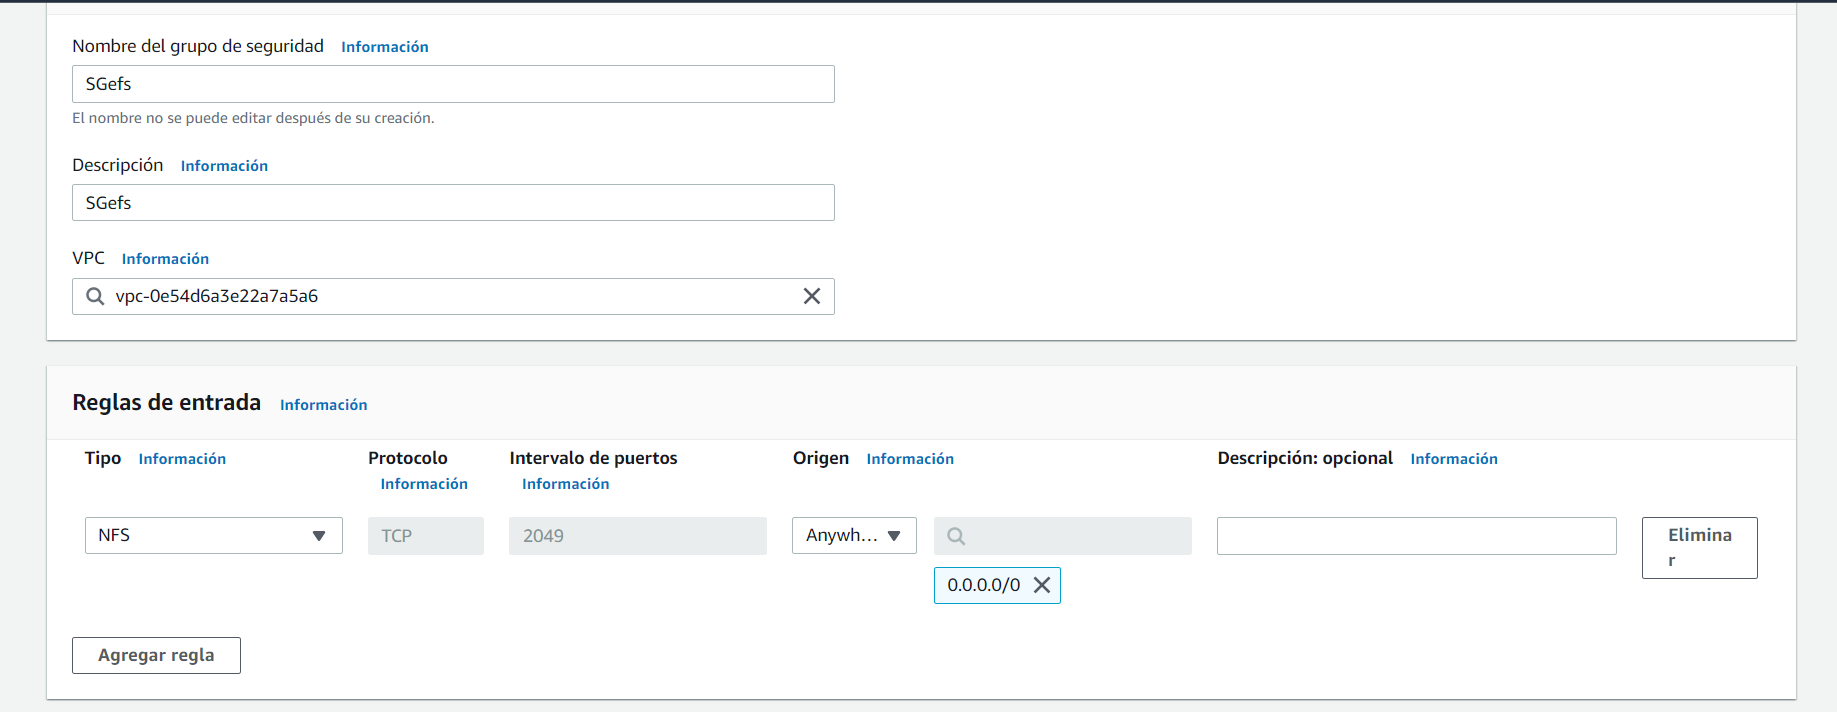 Nombre del grupo de seguridad Información
SGefs
El nombre no se puede editar después de su creación.
Descripción Información
SGefs
VPC Información
vpc-0e54d6a3e22a7a5a6
Reglas de entrada Información
Tipo Información Protocolo Intervalo de puertos Origen Información Descripción: opcional Información
Información Información
NFS TCP 2049 Anywh... Elimina
r
0.0.0.0/0
Agregar regla